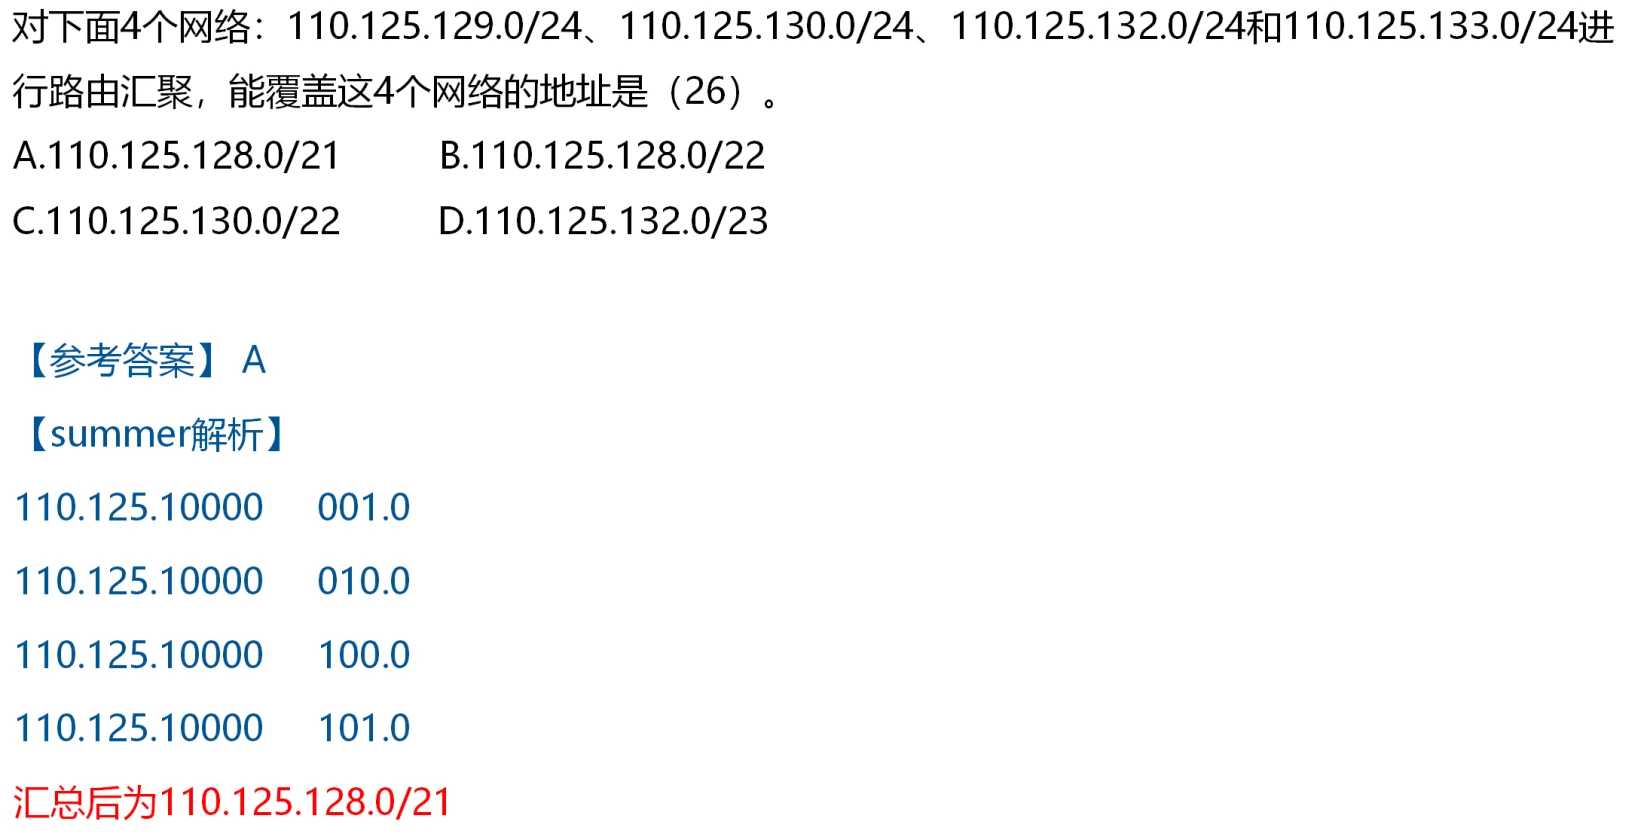 对下面4个网络：110.125.129.0/24、110.125.130.0/24、110.125.132.0/24和110.125.133.0/24进
行路由汇聚，能覆盖这4个网络的地址是（26）。
A.110.125.128.0/21 B.110.125.128.0/22
C.110.125.130.0/22 D.110.125.132.0/23
【参考答案】 A
【summer解析】
110.125.10000 001.0
110.125.10000 010.0
110.125.10000 100.0
110.125.10000 101.0
汇总后为110.125.128.0/21